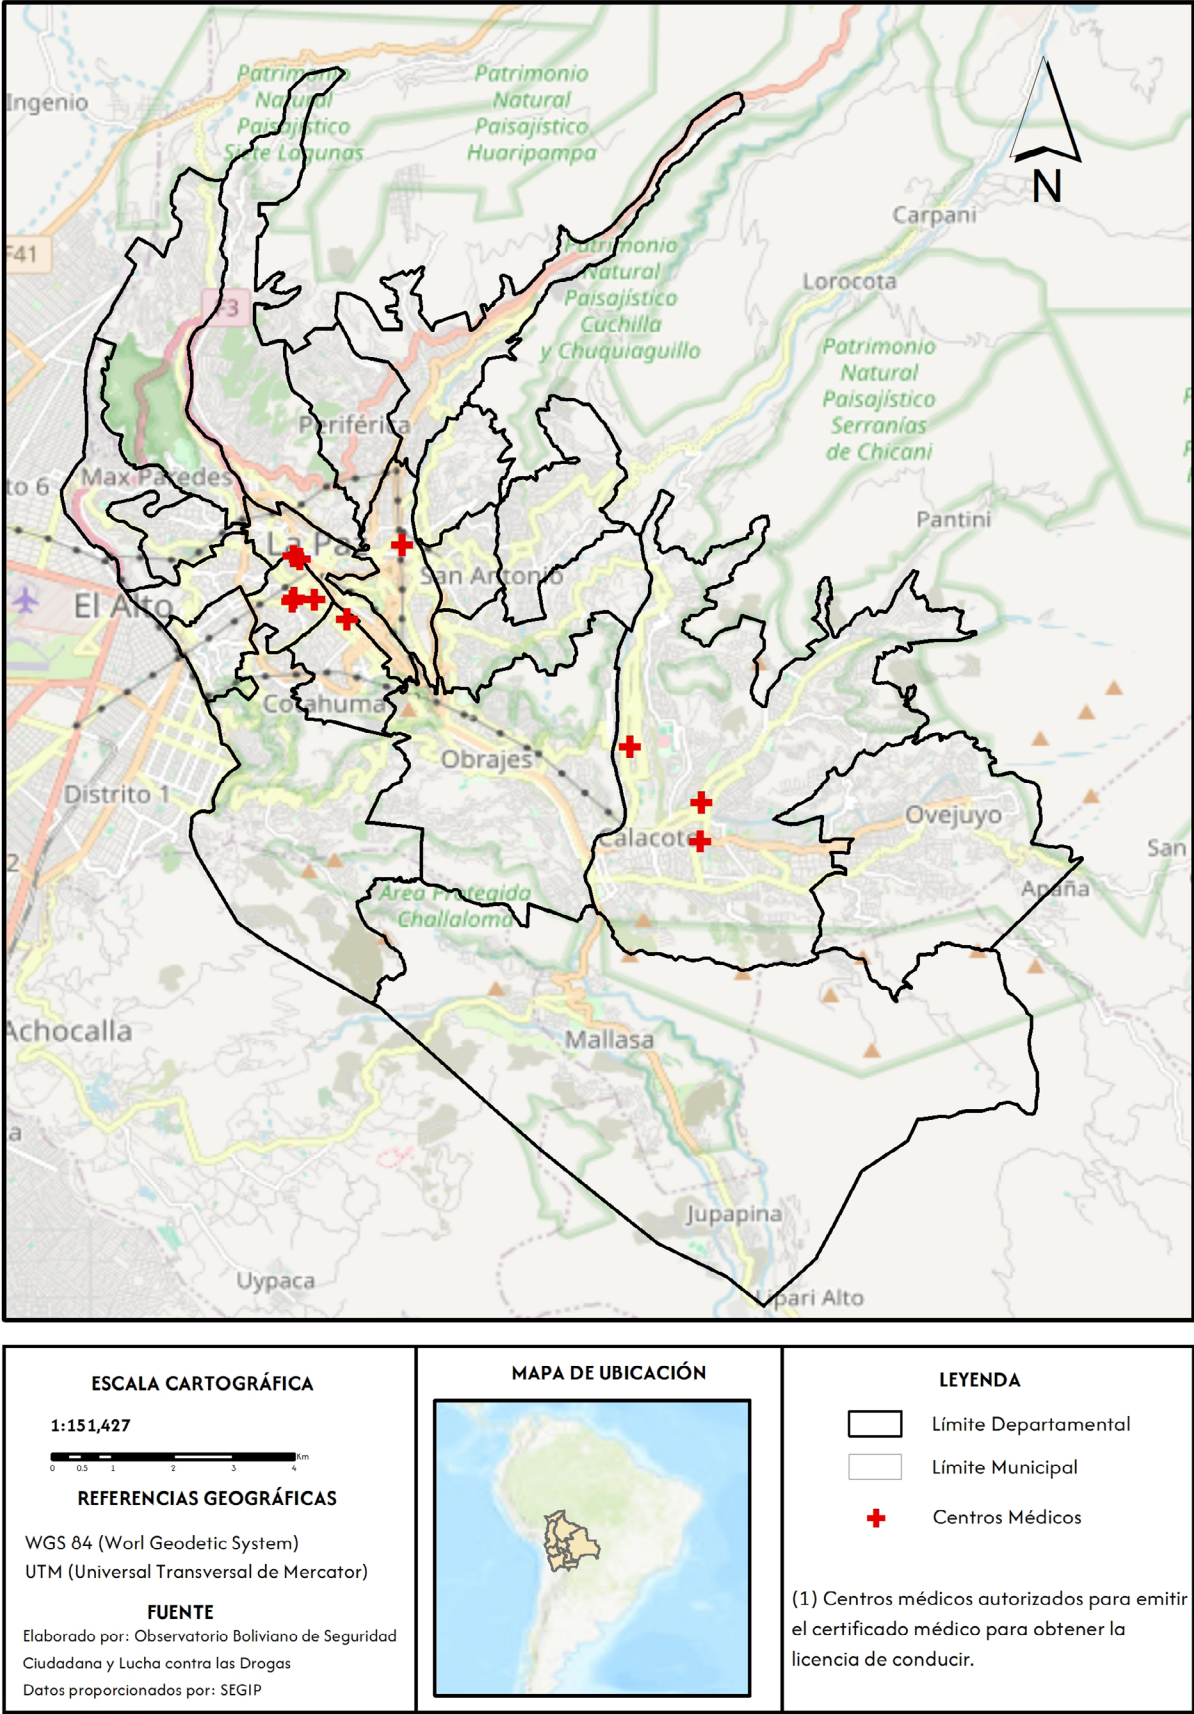 Ingenio
Patrimonio
Natural
Paisajístico
Siete Lagunas
Patrimonio
Natural
Paisajístico
Huaripampa
N
Carpani
F41
Patrimonio
Natural
Paisajístico
Cuchilla
y Chuquiaguillo
Lorocota
F3
Patrimonio
Natural
Paisajístico
Serranías
de Chicani
Periférica
Max Paredes
to 6
Pantini
La Paz
San Antonio
El Alto
Cotahuma
Obrajes
Distrito 1
Ovejuyo
Calacoto
San
2
Apaña
Área Protegida
Challaloma
Achocalla
Mallasa
a
Jupapina
Uypaca
Lipari Alto
ESCALA CARTOGRÁFICA
1:151,427
Km
0 0.5 1 2 3 4
REFERENCIAS GEOGRÁFICAS
WGS 84 (Worl Geodetic System)
UTM (Universal Transversal de Mercator)
FUENTE
Elaborado por: Observatorio Boliviano de Seguridad
Ciudadana y Lucha contra las Drogas
Datos proporcionados por: SEGIP
MAPA DE UBICACIÓN
LEYENDA
Límite Departamental
Límite Municipal
Centros Médicos
(1) Centros médicos autorizados para emitir
el certificado médico para obtener la
licencia de conducir.